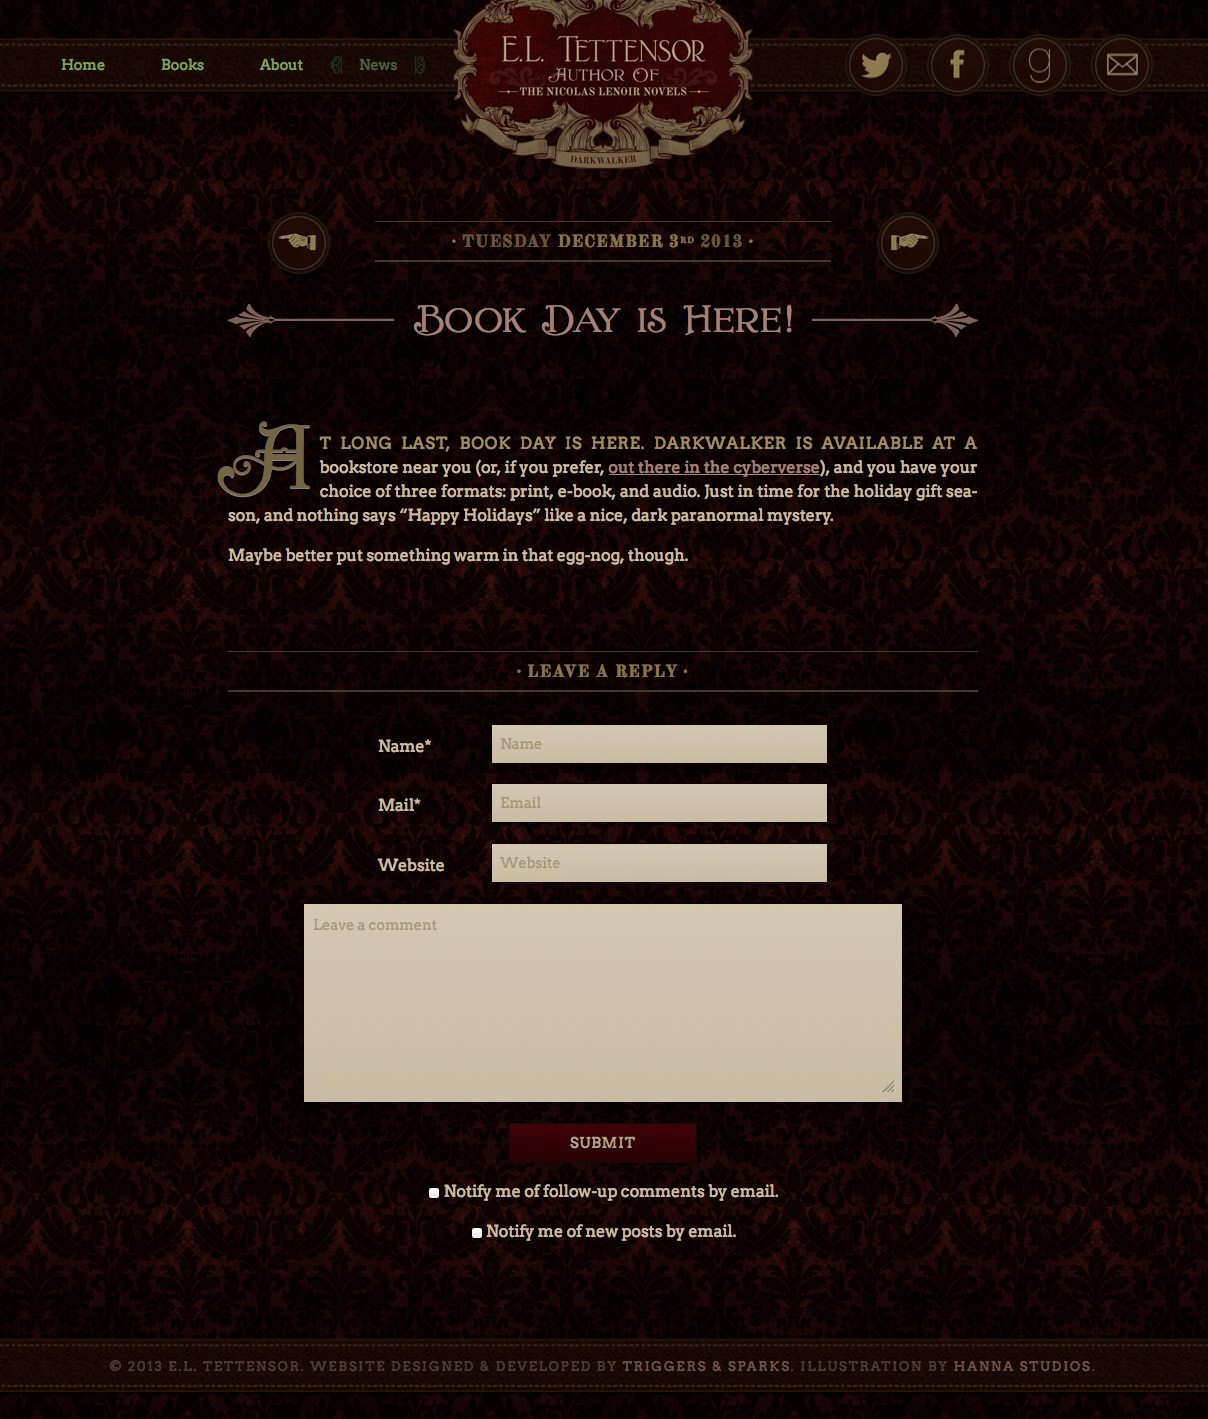 Home Books About News
E.L. TETTENSOR
AUTHOR OF
THE NICOLAS LENOIR NOVELS
DARKWALKER
g
· TUESDAY DECEMBER 3RD 2013 ·
BOOK DAY IS HERE!
AT LONG LAST, BOOK DAY IS HERE. DARKWALKER IS AVAILABLE AT A
bookstore near you (or, if you prefer, out there in the cyberverse), and you have your
choice of three formats: print, e-book, and audio. Just in time for the holiday gift sea-
son, and nothing says “Happy Holidays” like a nice, dark paranormal mystery.
Maybe better put something warm in that egg-nog, though.
· LEAVE A REPLY ·
Name* Name
Mail* Email
Website Website
Leave a comment
SUBMIT
Notify me of follow-up comments by email.
Notify me of new posts by email.
© 2013 E.L. TETTENSOR. WEBSITE DESIGNED & DEVELOPED BY TRIGGERS & SPARKS. ILLUSTRATION BY HANNA STUDIOS.